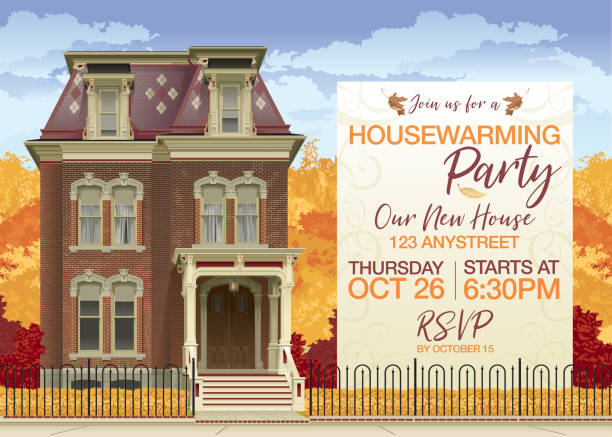 Join us for a
HOUSEWARMING
Party
Our New House
123 ANYSTREET
THURSDAY
OCT 26
STARTS AT
6:30PM
RSVP
BY OCTOBER 15